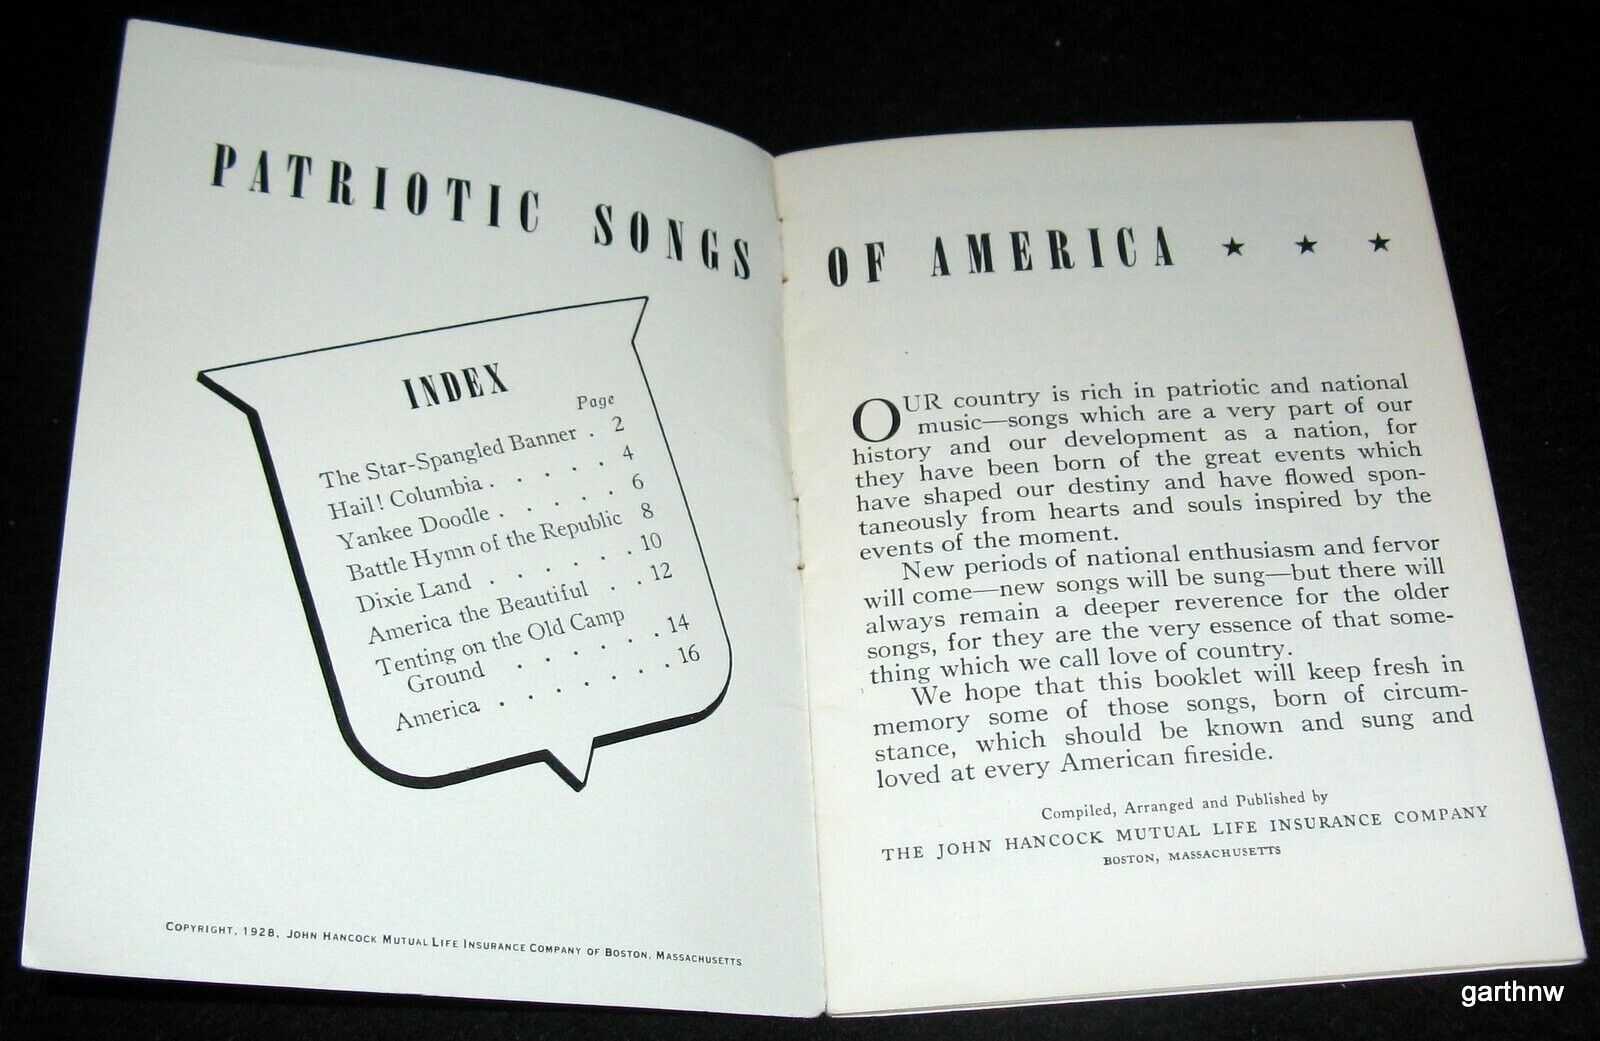 PATRIOTIC SONGS
INDEX
Page
The Star-Spangled Banner . 2
Hail! Columbia . . . . . 4
Yankee Doodle . . . . . 6
Battle Hymn of the Republic 8
Dixie Land . . . . . . 10
America the Beautiful . . 12
Tenting on the Old Camp
Ground . . . . . . 14
America . . . . . . . 16
COPYRIGHT, 1928, JOHN HANCOCK MUTUAL LIFE INSURANCE COMPANY OF BOSTON, MASSACHUSETTS
OF AMERICA ★ ★ ★
OUR country is rich in patriotic and national
music—songs which are a very part of our
history and our development as a nation, for
they have been born of the great events which
have shaped our destiny and have flowed spon-
taneously from hearts and souls inspired by the
events of the moment.
New periods of national enthusiasm and fervor
will come—new songs will be sung—but there will
always remain a deeper reverence for the older
songs, for they are the very essence of that some-
thing which we call love of country.
We hope that this booklet will keep fresh in
memory some of those songs, born of circum-
stance, which should be known and sung and
loved at every American fireside.
Compiled, Arranged and Published by
THE JOHN HANCOCK MUTUAL LIFE INSURANCE COMPANY
BOSTON, MASSACHUSETTS
garthnw